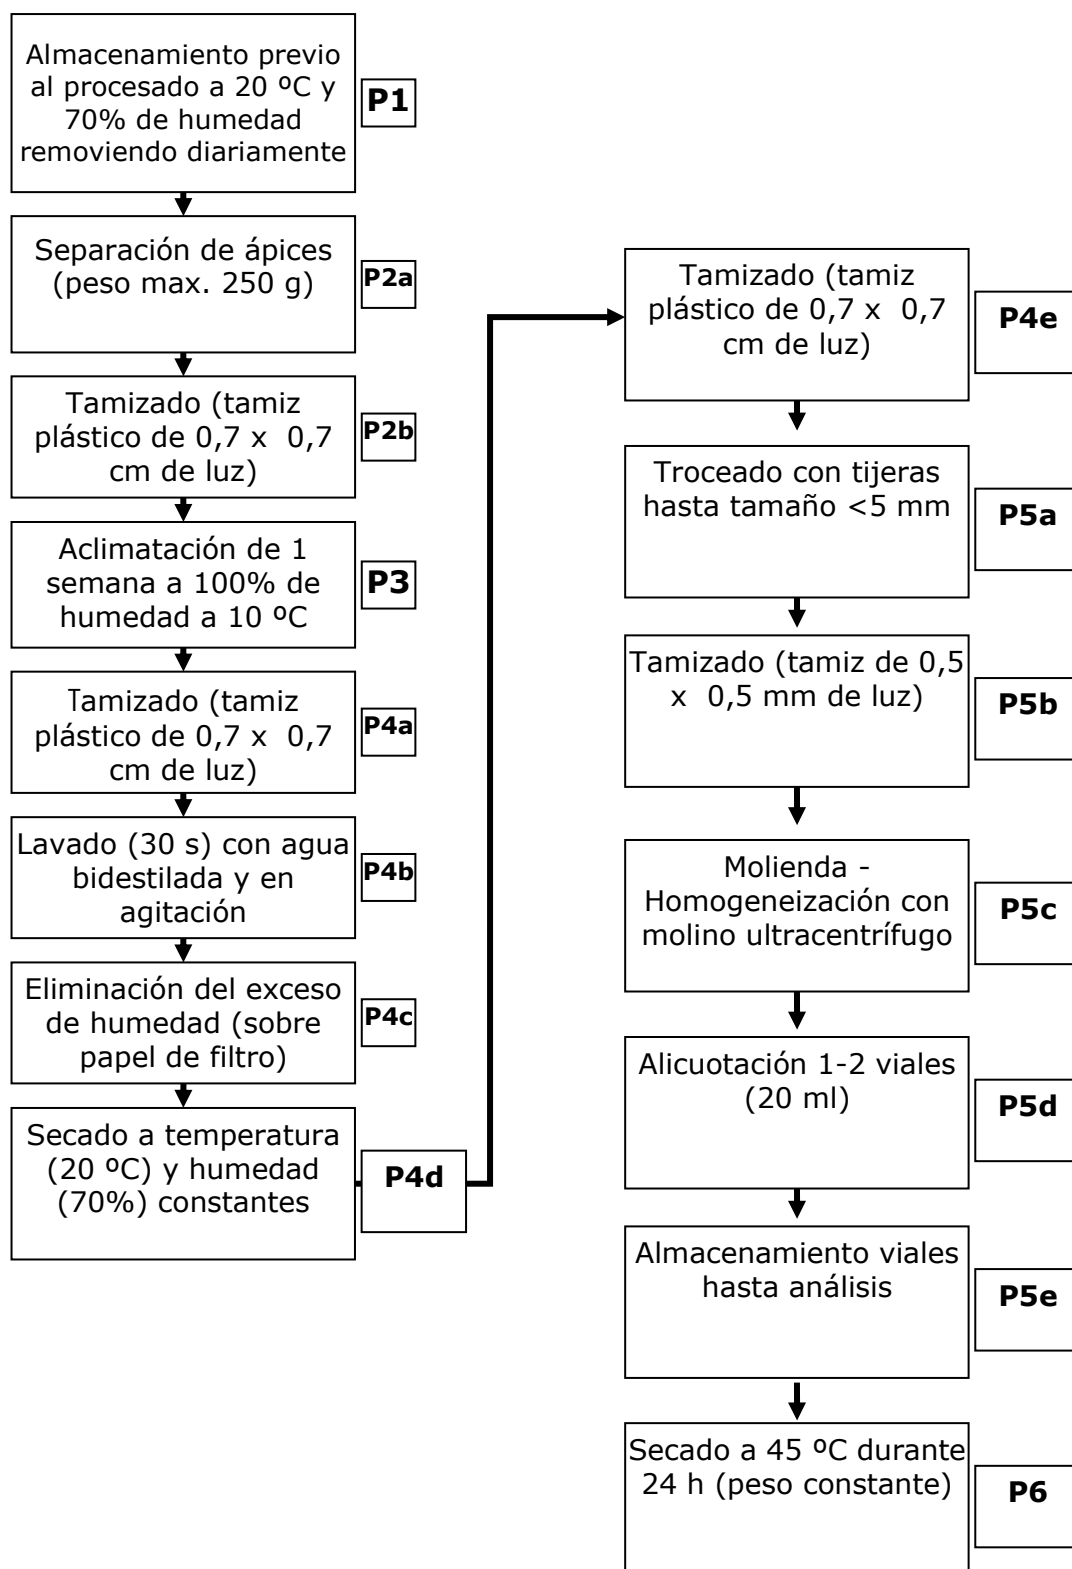 Almacenamiento previo
al procesado a 20 ºC y
70% de humedad
removiendo diariamente
P1
Separación de ápices
(peso max. 250 g)
P2a
Tamizado (tamiz
plástico de 0,7 x  0,7
cm de luz)
P2b
Aclimatación de 1
semana a 100% de
humedad a 10 ºC
P3
Tamizado (tamiz
plástico de 0,7 x  0,7
cm de luz)
P4a
Lavado (30 s) con agua
bidestilada y en
agitación
P4b
Eliminación del exceso
de humedad (sobre
papel de filtro)
P4c
Secado a temperatura
(20 ºC) y humedad
(70%) constantes
P4d
Tamizado (tamiz
plástico de 0,7 x  0,7
cm de luz)
P4e
Troceado con tijeras
hasta tamaño <5 mm
P5a
Tamizado (tamiz de 0,5
x  0,5 mm de luz)
P5b
Molienda -
Homogeneización con
molino ultracentrífugo
P5c
Alicuotación 1-2 viales
(20 ml)
P5d
Almacenamiento viales
hasta análisis
P5e
Secado a 45 ºC durante
24 h (peso constante)
P6